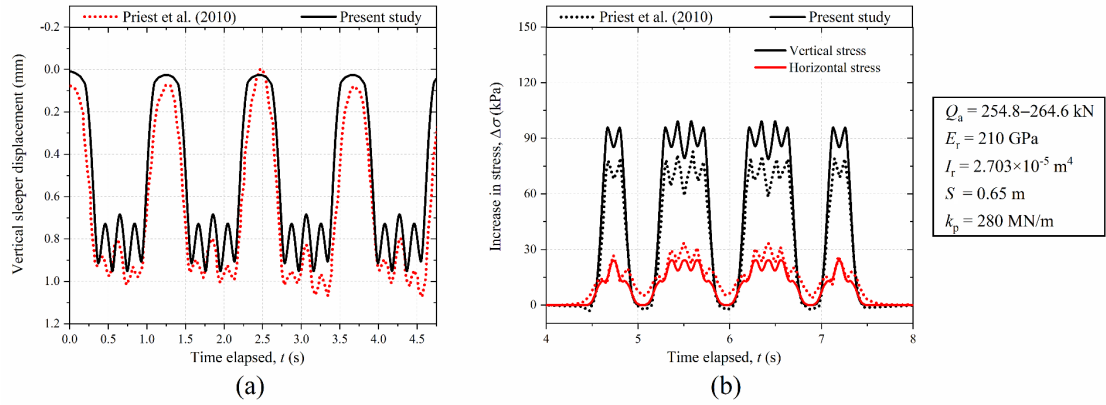 Priest et al. (2010) Present study
-0.2
0.0
0.2
0.4
0.6
0.8
1.0
1.2
Vertical sleeper displacement (mm)
0.0 0.5 1.0 1.5 2.0 2.5 3.0 3.5 4.0 4.5
Time elapsed, t (s)
(a)
Priest et al. (2010) Present study
Vertical stress
Horizontal stress
150
120
90
60
30
0
Increase in stress, Δσ (kPa)
4 5 6 7 8
Time elapsed, t (s)
(b)
Qa = 254.8–264.6 kN
Er = 210 GPa
Ir = 2.703×10⁻⁵ m⁴
S = 0.65 m
kp = 280 MN/m